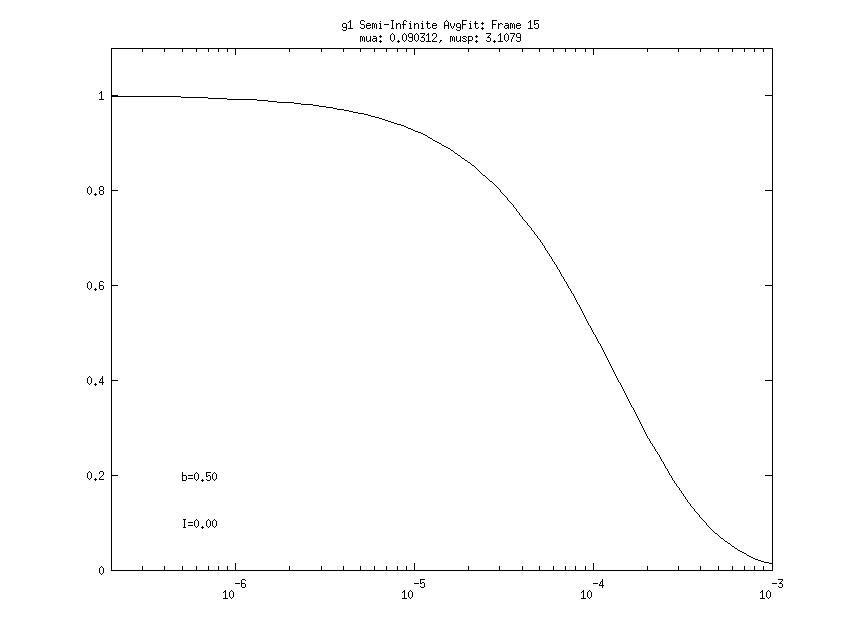 g1 Semi-Infinite AvgFit: Frame 15
mua: 0.090312, musp: 3.1079
1
0.8
0.6
0.4
0.2
0
b=0.50
I=0.00
10^-6
10^-5
10^-4
10^-3